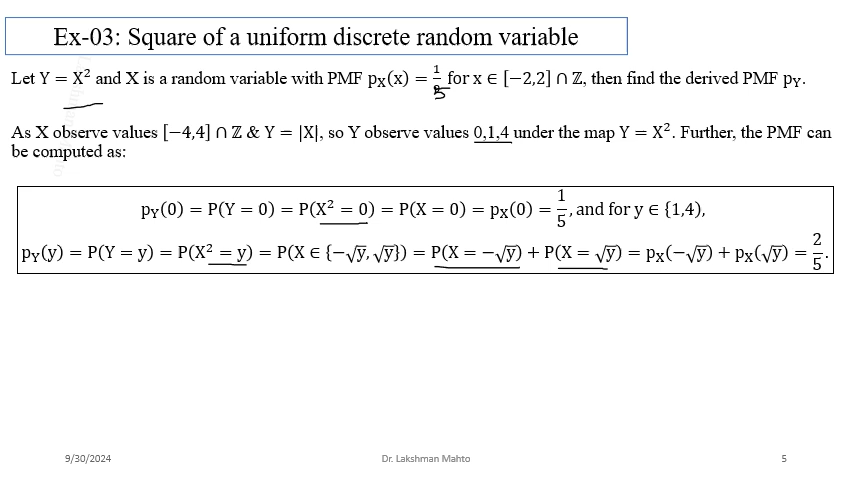 Ex-03: Square of a uniform discrete random variable
Let Y = X² and X is a random variable with PMF pₓ(x) = 1/5 for x ∈ [−2,2] ∩ ℤ, then find the derived PMF pY.
As X observe values [−4,4] ∩ ℤ & Y = |X|, so Y observe values 0,1,4 under the map Y = X². Further, the PMF can
be computed as:
pY(0) = P(Y = 0) = P(X² = 0) = P(X = 0) = pₓ(0) = 1/5, and for y ∈ {1,4),
pY(y) = P(Y = y) = P(X² = y) = P(X ∈ {−√y, √y}) = P(X = −√y) + P(X = √y) = pₓ(−√y) + pₓ(√y) = 2/5.
9/30/2024 Dr. Lakshman Mahto 5